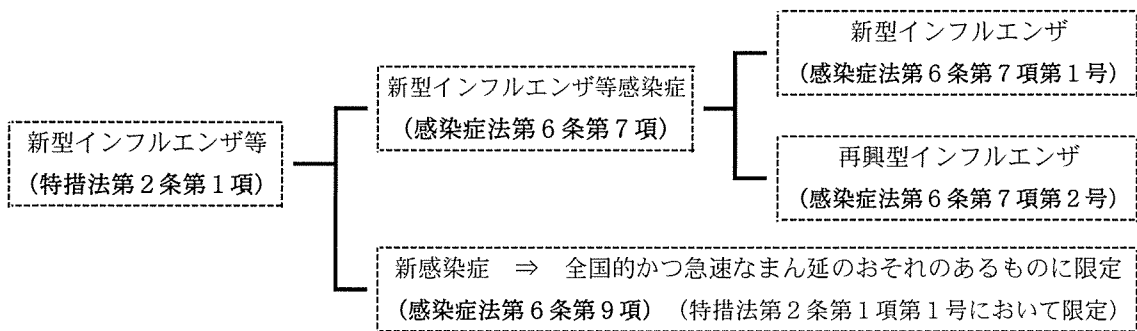 新型インフルエンザ等
(特措法第2条第1項)
新型インフルエンザ等感染症
(感染症法第6条第7項)
新型インフルエンザ
(感染症法第6条第7項第1号)
再興型インフルエンザ
(感染症法第6条第7項第2号)
新感染症 ⇒ 全国的かつ急速なまん延のおそれのあるものに限定
(感染症法第6条第9項) (特措法第2条第1項第1号において限定)